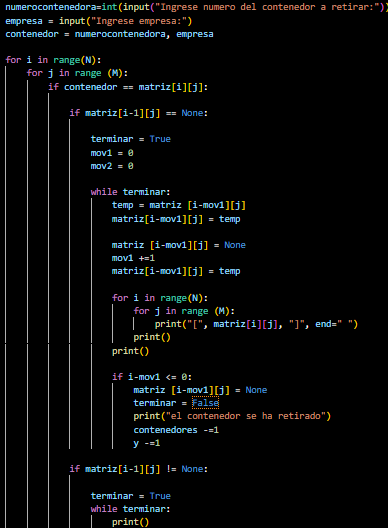 numerocontenedora=int(input("Ingrese numero del contenedor a retirar:"))
empresa = input("Ingrese empresa:")
contenedor = numerocontenedora, empresa
for i in range(N):
for j in range (M):
if contenedor == matriz[i][j]:
if matriz[i-1][j] == None:
terminar = True
mov1 = 0
mov2 = 0
while terminar:
temp = matriz [i-mov1][j]
matriz[i-mov1][j] = temp
matriz [i-mov1][j] = None
mov1 +=1
matriz[i-mov1][j] = temp
for i in range(N):
for j in range (M):
print("[", matriz[i][j], "]", end=" ")
print()
print()
if i-mov1 <= 0:
matriz [i-mov1][j] = None
terminar = False
print("el contenedor se ha retirado")
contenedores -=1
y -=1
if matriz[i-1][j] != None:
terminar = True
while terminar:
print()